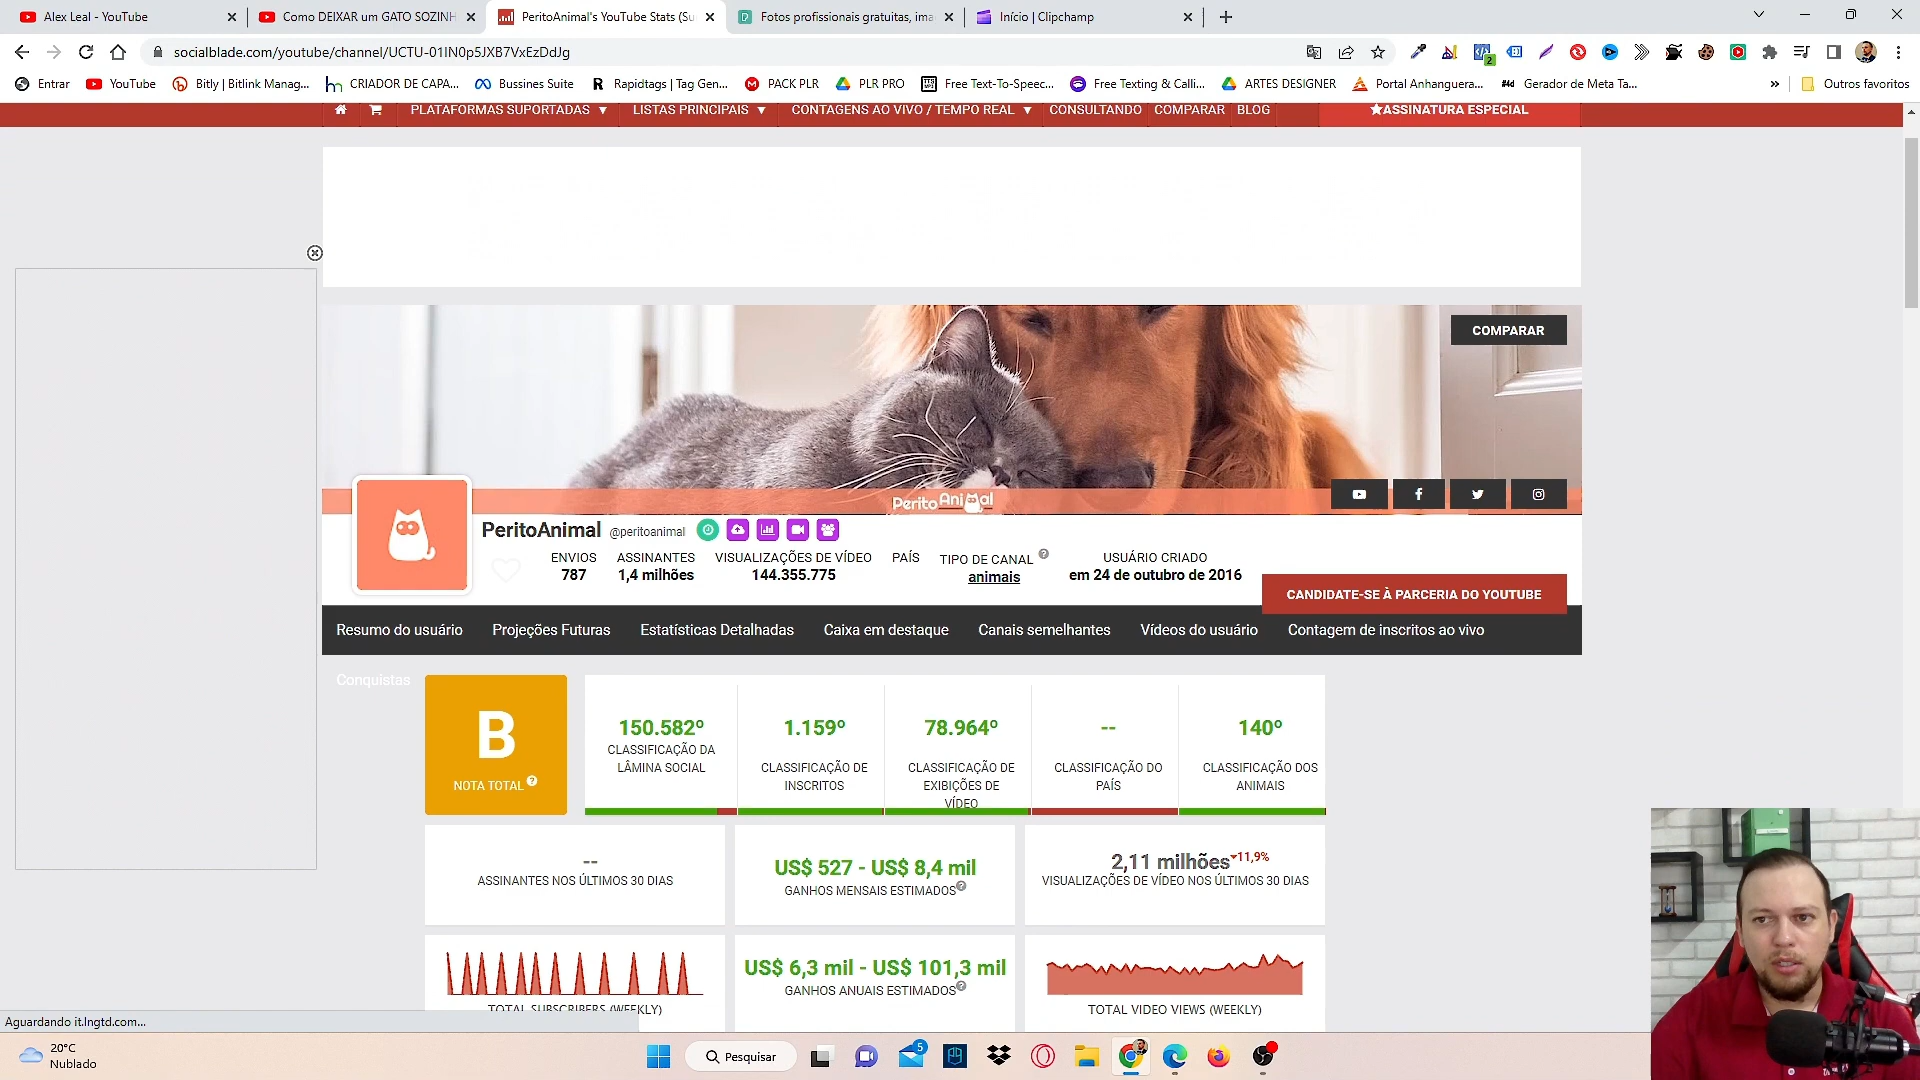 Alex Leal - YouTube
Como DEIXAR um GATO SOZINH
PeritoAnimal's YouTube Stats (Su
Fotos profissionais gratuitas, ima
Início | Clipchamp
socialblade.com/youtube/channel/UCTU-01IN0p5JXB7VxEzDdJg
2
Entrar
YouTube
Bitly | Bitlink Manag...
CRIADOR DE CAPA...
Bussines Suite
Rapidtags | Tag Gen...
PACK PLR
PLR PRO
Free Text-To-Speec...
Free Texting & Calli...
ARTES DESIGNER
Portal Anhanguera...
Gerador de Meta Ta...
»
Outros favoritos
PLATAFORMAS SUPORTADAS
LISTAS PRINCIPAIS
CONTAGENS AO VIVO / TEMPO REAL
CONSULTANDO
COMPARAR
BLOG
★ASSINATURA ESPECIAL
COMPARAR
PeritoAnimal
PeritoAnimal @peritoanimal
ENVIOS
787
ASSINANTES
1,4 milhões
VISUALIZAÇÕES DE VÍDEO
144.355.775
PAÍS
TIPO DE CANAL ?
animais
USUÁRIO CRIADO
em 24 de outubro de 2016
CANDIDATE-SE À PARCERIA DO YOUTUBE
Resumo do usuário
Projeções Futuras
Estatísticas Detalhadas
Caixa em destaque
Canais semelhantes
Vídeos do usuário
Contagem de inscritos ao vivo
Conquistas
B
NOTA TOTAL ?
150.582º
CLASSIFICAÇÃO DA
LÂMINA SOCIAL
1.159º
CLASSIFICAÇÃO DE
INSCRITOS
78.964º
CLASSIFICAÇÃO DE
EXIBIÇÕES DE
VÍDEO
--
CLASSIFICAÇÃO DO
PAÍS
140º
CLASSIFICAÇÃO DOS
ANIMAIS
--
ASSINANTES NOS ÚLTIMOS 30 DIAS
US$ 527 - US$ 8,4 mil
GANHOS MENSAIS ESTIMADOS ?
2,11 milhões 11,9%
VISUALIZAÇÕES DE VÍDEO NOS ÚLTIMOS 30 DIAS
TOTAL SUBSCRIBERS (WEEKLY)
US$ 6,3 mil - US$ 101,3 mil
GANHOS ANUAIS ESTIMADOS ?
TOTAL VIDEO VIEWS (WEEKLY)
Aguardando it.lngtd.com...
20°C
Nublado
Pesquisar
5